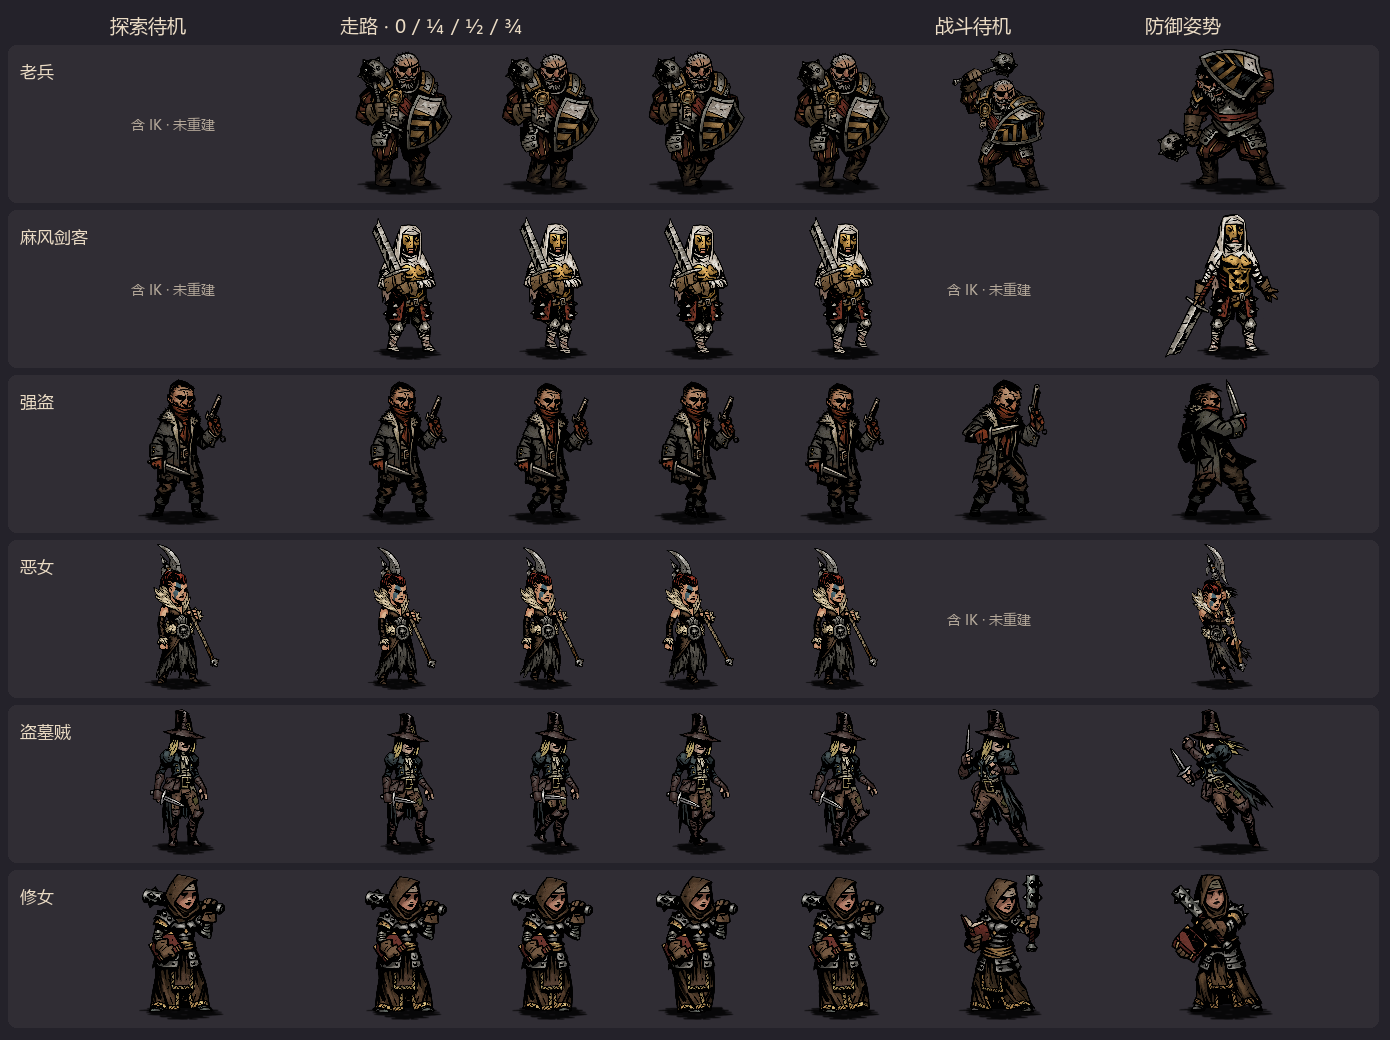 探索待机
走路 · 0 / ¼ / ½ / ¾
战斗待机
防御姿势
老兵
含 IK · 未重建
麻风剑客
含 IK · 未重建
含 IK · 未重建
强盗
恶女
含 IK · 未重建
盗墓贼
修女